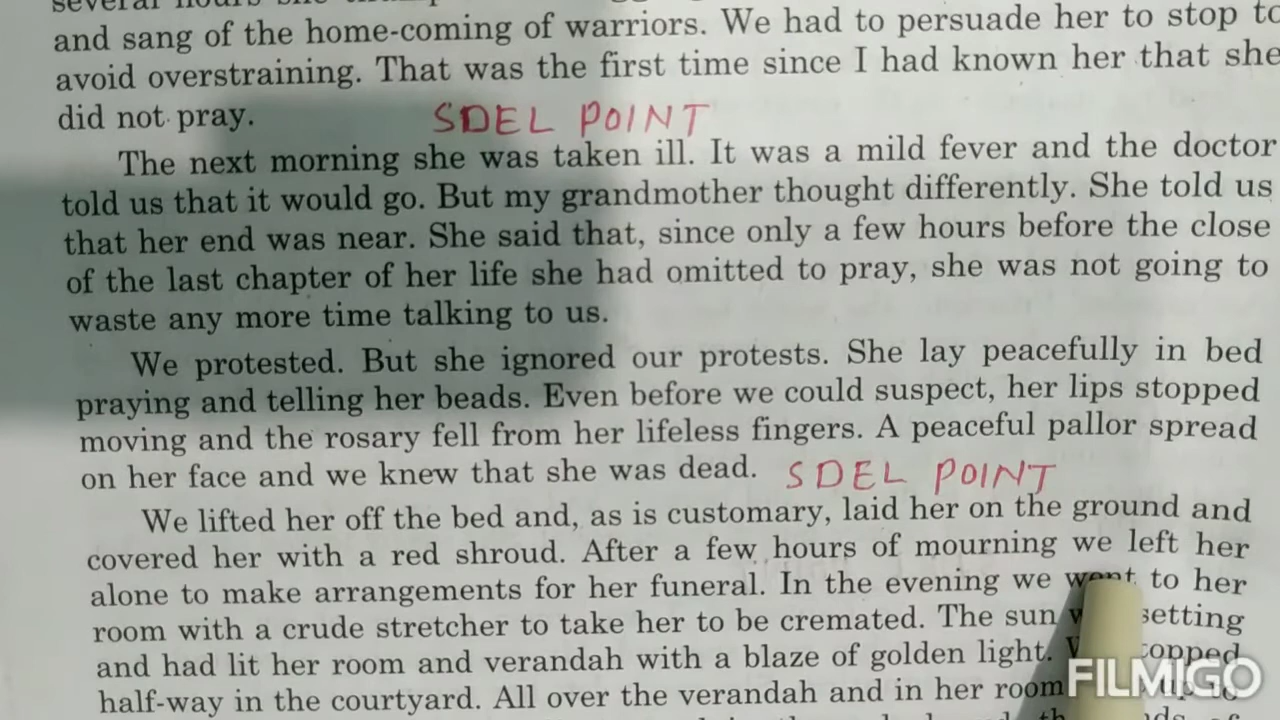 and sang of the home-coming of warriors. We had to persuade her to stop to
avoid overstraining. That was the first time since I had known her that she
did not pray. SDEL POINT
The next morning she was taken ill. It was a mild fever and the doctor
told us that it would go. But my grandmother thought differently. She told us
that her end was near. She said that, since only a few hours before the close
of the last chapter of her life she had omitted to pray, she was not going to
waste any more time talking to us.
We protested. But she ignored our protests. She lay peacefully in bed
praying and telling her beads. Even before we could suspect, her lips stopped
moving and the rosary fell from her lifeless fingers. A peaceful pallor spread
on her face and we knew that she was dead. SDEL POINT
We lifted her off the bed and, as is customary, laid her on the ground and
covered her with a red shroud. After a few hours of mourning we left her
alone to make arrangements for her funeral. In the evening we went to her
room with a crude stretcher to take her to be cremated. The sun setting
and had lit her room and verandah with a blaze of golden light.
half-way in the courtyard. All over the verandah and in her room
FILMIGO